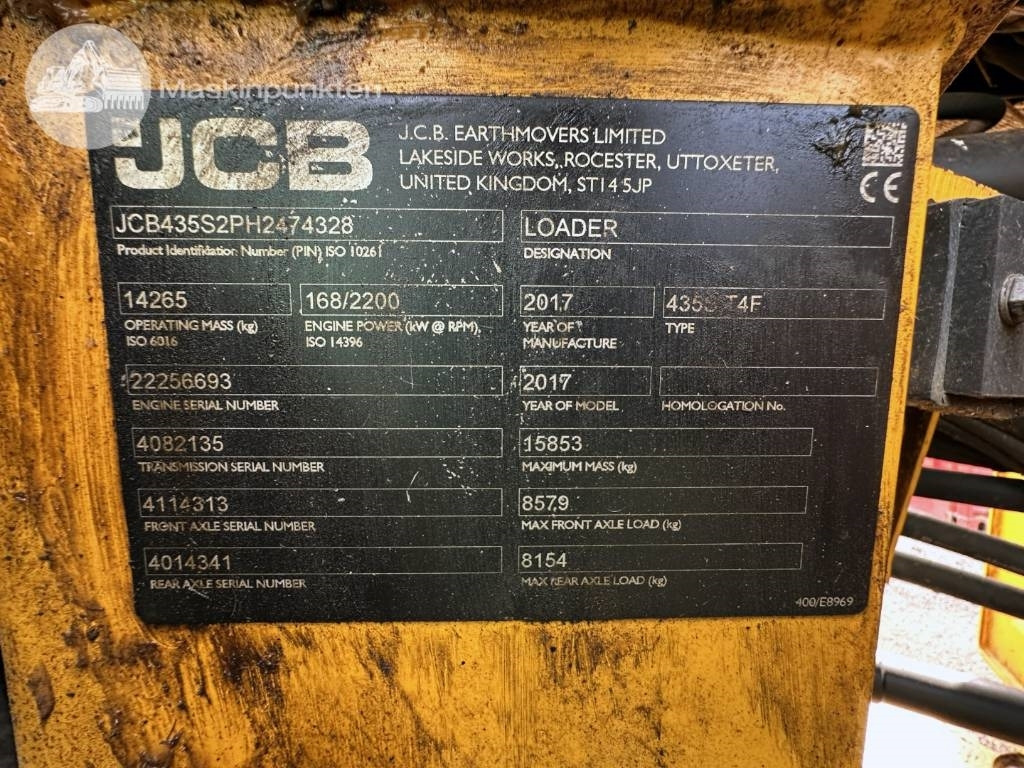 Maskinpunkten
JCB
J.C.B. EARTHMOVERS LIMITED
LAKESIDE WORKS, ROCESTER, UTTOXETER,
UNITED KINGDOM, ST14 5JP
CE
JCB435S2PH2474328
Product Identification Number (PIN) ISO 10261
LOADER
DESIGNATION
14265
OPERATING MASS (kg)
ISO 6016
168/2200
ENGINE POWER (kW @ RPM),
ISO 14396
2017
YEAR OF
MANUFACTURE
435S T4F
TYPE
22256693
ENGINE SERIAL NUMBER
2017
YEAR OF MODEL
HOMOLOGATION No.
4082135
TRANSMISSION SERIAL NUMBER
15853
MAXIMUM MASS (kg)
4114313
FRONT AXLE SERIAL NUMBER
8579
MAX FRONT AXLE LOAD (kg)
4014341
REAR AXLE SERIAL NUMBER
8154
MAX REAR AXLE LOAD (kg)
400/E8969